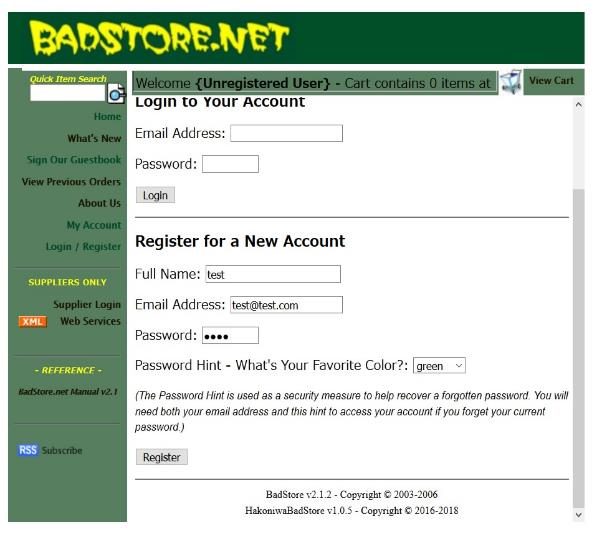 BADSTORE.NET
Quick Item Search
Welcome {Unregistered User} - Cart contains 0 items at
View Cart
Home
What's New
Sign Our Guestbook
View Previous Orders
About Us
My Account
Login / Register
SUPPLIERS ONLY
Supplier Login
XML Web Services
- REFERENCE -
BadStore.net Manual v2.1
RSS Subscribe
Login to Your Account
Email Address:
Password:
Login
Register for a New Account
Full Name: test
Email Address: test@test.com
Password: ••••
Password Hint - What's Your Favorite Color?: green
(The Password Hint is used as a security measure to help recover a forgotten password. You will
need both your email address and this hint to access your account if you forget your current
password.)
Register
BadStore v2.1.2 - Copyright © 2003-2006
HakoniwaBadStore v1.0.5 - Copyright © 2016-2018